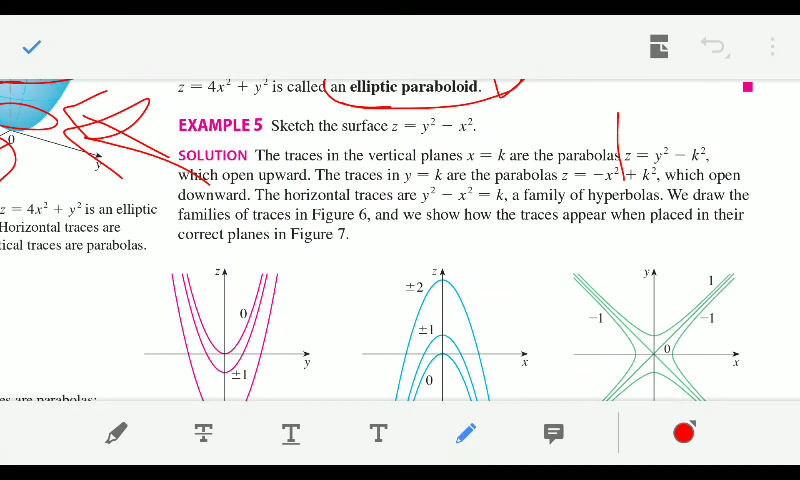 z = 4x² + y² is called an elliptic paraboloid.
EXAMPLE 5 Sketch the surface z = y² − x².
SOLUTION The traces in the vertical planes x = k are the parabolas z = y² − k²,
which open upward. The traces in y = k are the parabolas z = −x² + k², which open
downward. The horizontal traces are y² − x² = k, a family of hyperbolas. We draw the
families of traces in Figure 6, and we show how the traces appear when placed in their
correct planes in Figure 7.
0
y
z = 4x² + y² is an elliptic
Horizontal traces are
tical traces are parabolas.
z
0
y
±1
z
±2
±1
0
x
y
1
−1
−1
0
x
es are parabolas;
T
T
T